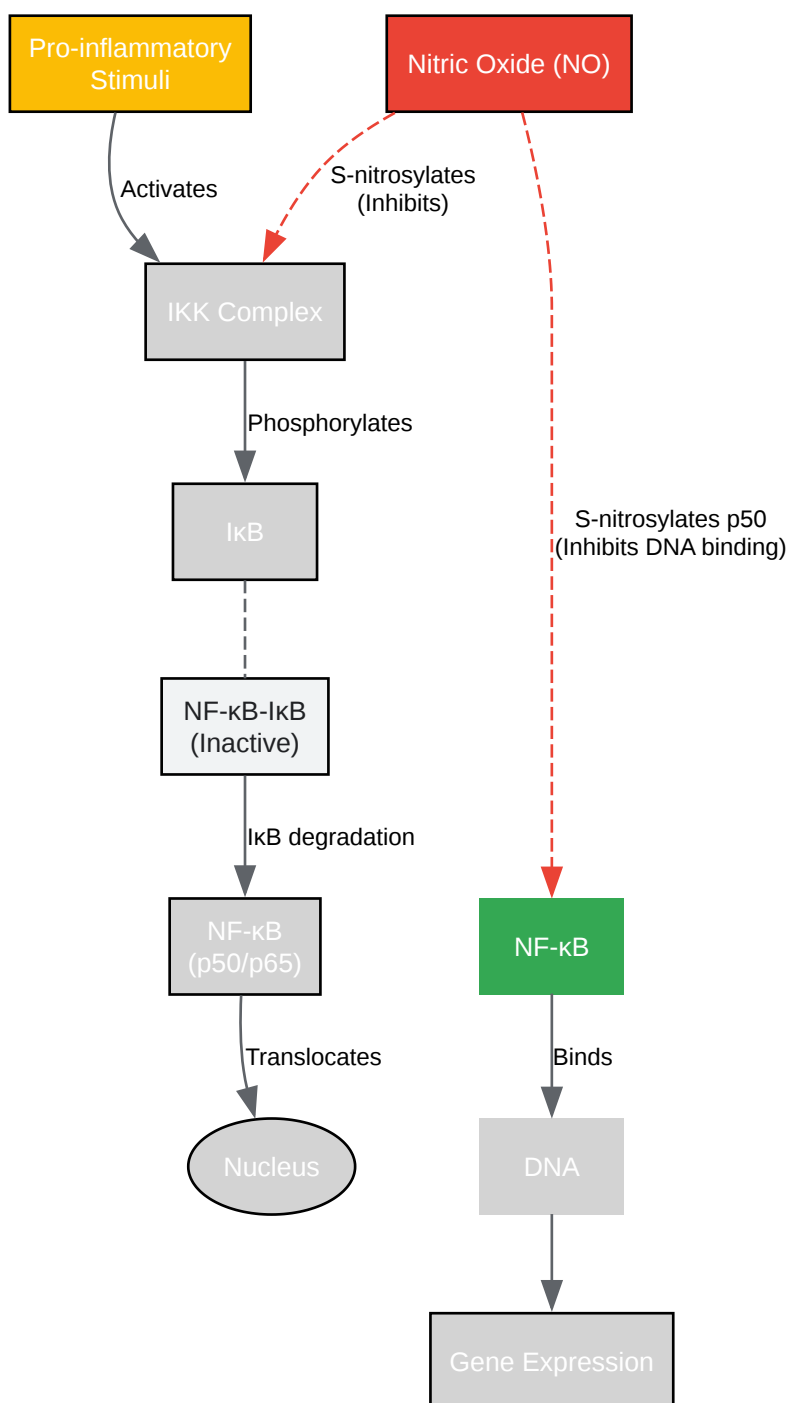 Pro-inflammatory
Stimuli
Nitric Oxide (NO)
Activates
S-nitrosylates
(Inhibits)
IKK Complex
Phosphorylates
IκB
S-nitrosylates p50
(Inhibits DNA binding)
NF-κB-IκB
(Inactive)
IκB degradation
NF-κB
(p50/p65)
NF-κB
Translocates
Binds
Nucleus
DNA
Gene Expression